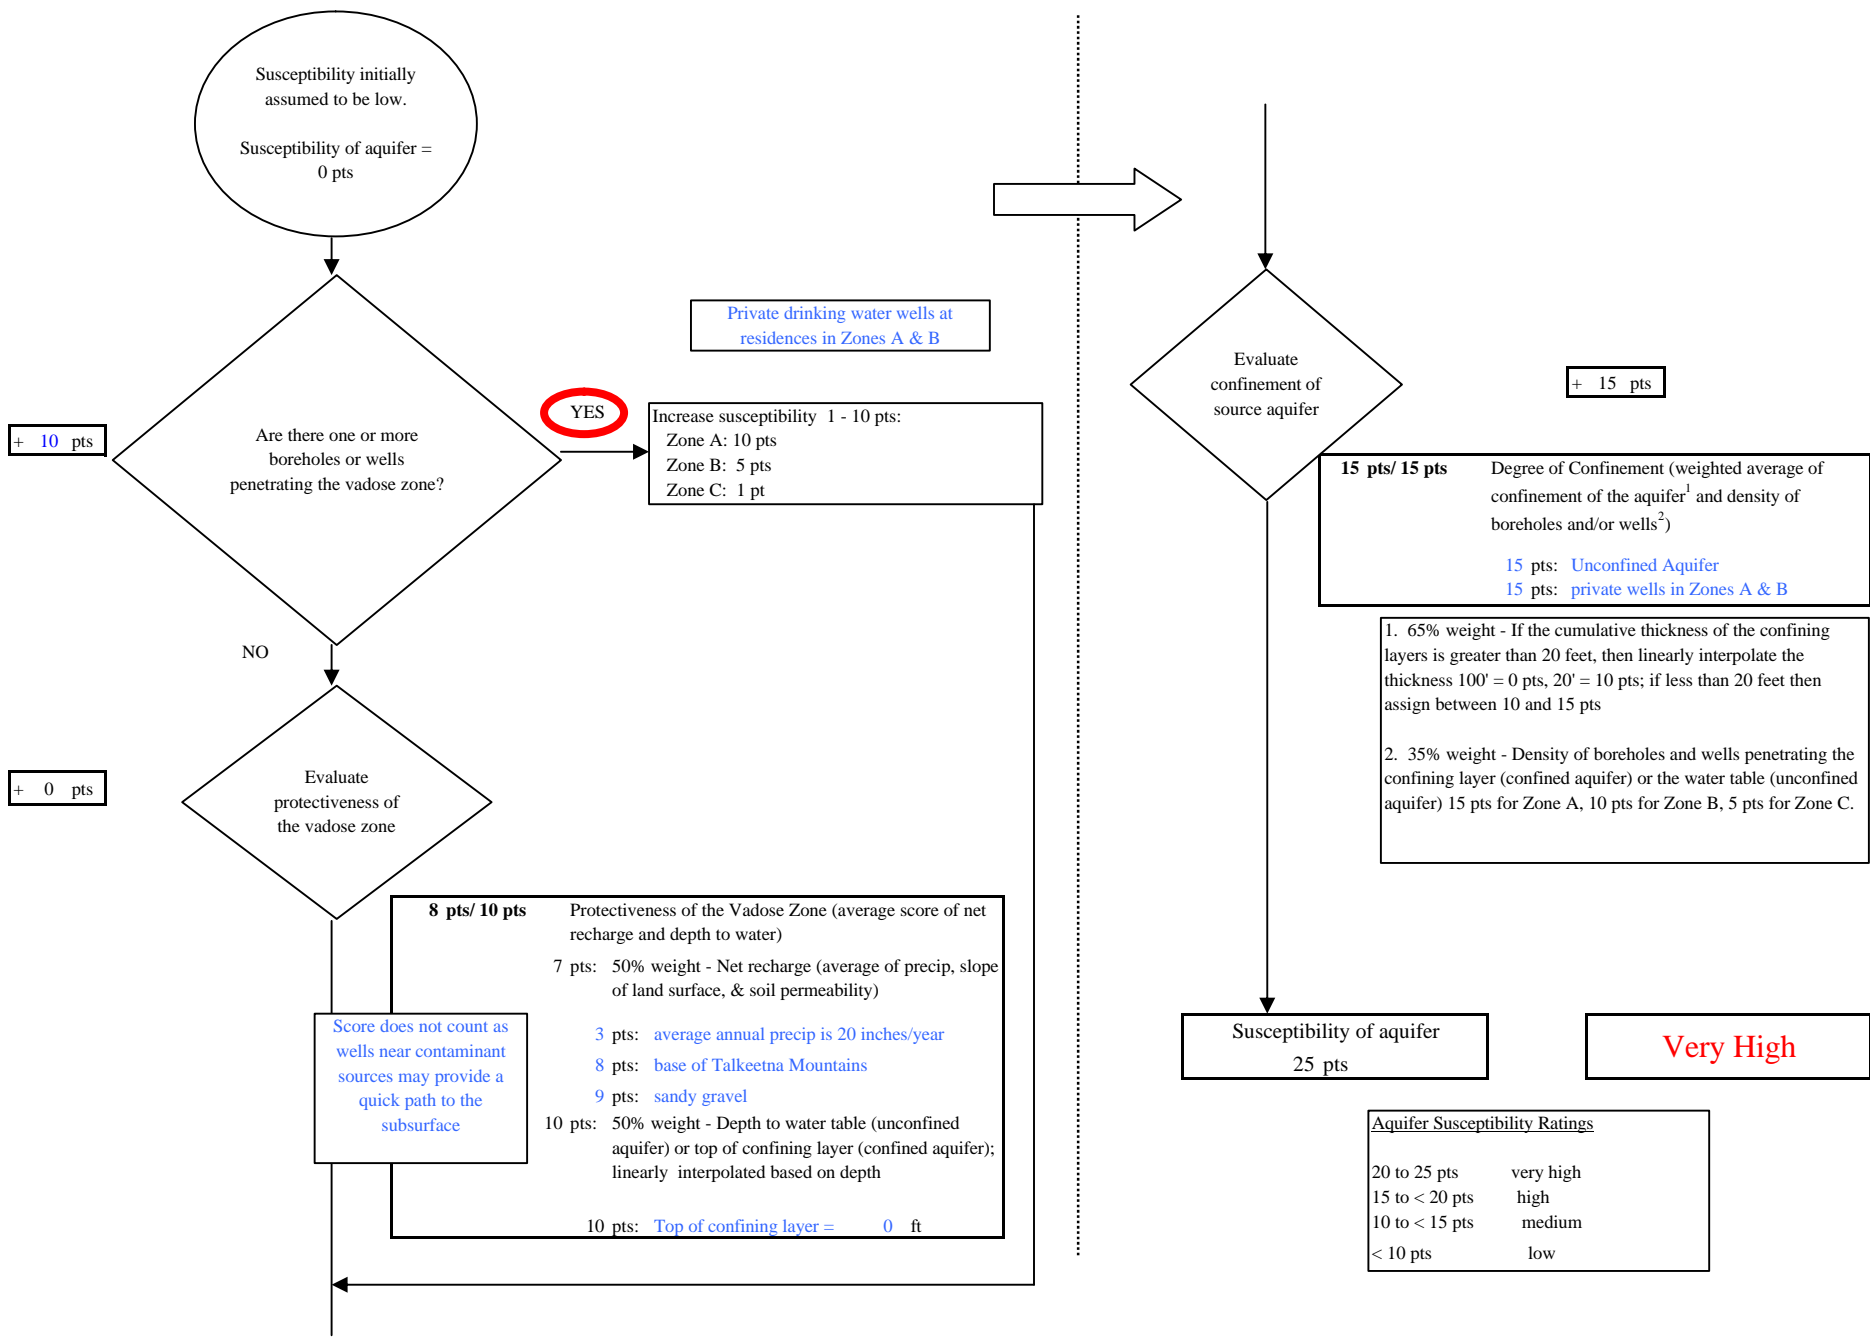 Susceptibility initially
assumed to be low.
Susceptibility of aquifer =
0 pts
Private drinking water wells at
residences in Zones A & B
+ 10 pts
Are there one or more
boreholes or wells
penetrating the vadose zone?
YES
Increase susceptibility 1 - 10 pts:
Zone A: 10 pts
Zone B: 5 pts
Zone C: 1 pt
NO
+ 0 pts
Evaluate
protectiveness of
the vadose zone
8 pts/ 10 pts Protectiveness of the Vadose Zone (average score of net
recharge and depth to water)
7 pts: 50% weight - Net recharge (average of precip, slope
of land surface, & soil permeability)
3 pts: average annual precip is 20 inches/year
8 pts: base of Talkeetna Mountains
9 pts: sandy gravel
10 pts: 50% weight - Depth to water table (unconfined
aquifer) or top of confining layer (confined aquifer);
linearly interpolated based on depth
10 pts: Top of confining layer = 0 ft
Score does not count as
wells near contaminant
sources may provide a
quick path to the
subsurface
Evaluate
confinement of
source aquifer
+ 15 pts
15 pts/ 15 pts Degree of Confinement (weighted average of
confinement of the aquifer1 and density of
boreholes and/or wells2)
15 pts: Unconfined Aquifer
15 pts: private wells in Zones A & B
1. 65% weight - If the cumulative thickness of the confining
layers is greater than 20 feet, then linearly interpolate the
thickness 100' = 0 pts, 20' = 10 pts; if less than 20 feet then
assign between 10 and 15 pts
2. 35% weight - Density of boreholes and wells penetrating the
confining layer (confined aquifer) or the water table (unconfined
aquifer) 15 pts for Zone A, 10 pts for Zone B, 5 pts for Zone C.
Susceptibility of aquifer
25 pts
Very High
Aquifer Susceptibility Ratings
20 to 25 pts very high
15 to < 20 pts high
10 to < 15 pts medium
< 10 pts low